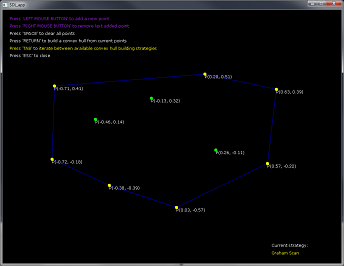 SDL_app
Press 'LEFT MOUSE BUTTON' to add a new point
Press 'RIGHT MOUSE BUTTON' to remove last added point
Press 'SPACE' to clear all points
Press 'RETURN' to build a convex hull from current points
Press 'TAB' to iterate between available convex hull building strategies
Press 'ESC' to close
P(0.20, 0.51)
P(-0.71, 0.41)
P(0.63, 0.39)
P(-0.13, 0.32)
P(-0.46, 0.14)
P(0.26, -0.11)
P(-0.72, -0.18)
P(0.57, -0.22)
P(-0.38, -0.39)
P(0.03, -0.57)
Current strategy:
Graham Scan